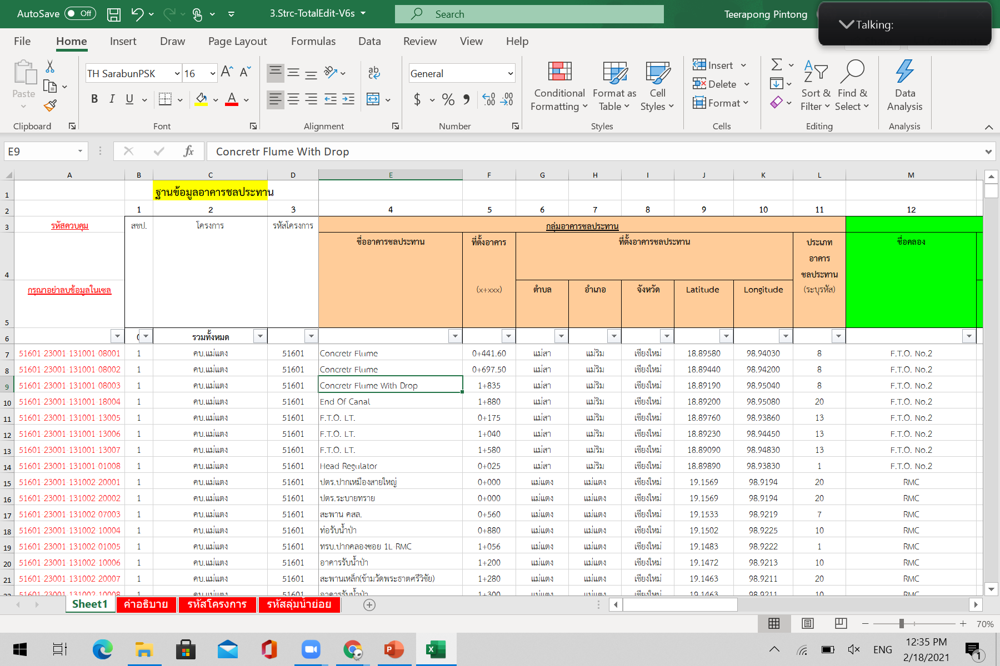 AutoSave Off 3.Strc-TotalEdit-V6s Search Teerapong Pintong Talking:
File Home Insert Draw Page Layout Formulas Data Review View Help
TH SarabunPSK 16 General
Insert
Delete
Format
Paste B I U $ % Conditional Formatting Format as Table Cell Styles Sort & Filter Find & Select Data Analysis
Clipboard Font Alignment Number Styles Cells Editing Analysis
E9 fx Concretr Flume With Drop
A B C D E F G H I J K L M
1 ฐานข้อมูลอาคารชลประทาน
2 1 2 3 4 5 6 7 8 9 10 11 12
3 รหัสควบคุม สชป. โครงการ รหัสโครงการ กลุ่มอาคารชลประทาน
4 ชื่ออาคารชลประทาน ที่ตั้งอาคาร ที่ตั้งอาคารชลประทาน ประเภท อาคาร ชลประทาน ชื่อคลอง
5 กรุณาอย่าลบข้อมูลในเซล (x+xxx) ตำบล อำเภอ จังหวัด Latitude Longitude (ระบุรหัส)
6 รวมทั้งหมด
7 51601-23001-131001-08001 1 คบ.แม่แตง 51601 Concretr Flume 0+441.60 แม่สา แม่ริม เชียงใหม่ 18.89580 98.94030 8 F.T.O. No.2
8 51601-23001-131001-08002 1 คบ.แม่แตง 51601 Concretr Flume 0+697.50 แม่สา แม่ริม เชียงใหม่ 18.89440 98.94200 8 F.T.O. No.2
9 51601-23001-131001-08003 1 คบ.แม่แตง 51601 Concretr Flume With Drop 1+835 แม่สา แม่ริม เชียงใหม่ 18.89190 98.95040 8 F.T.O. No.2
10 51601-23001-131001-18004 1 คบ.แม่แตง 51601 End Of Canal 1+880 แม่สา แม่ริม เชียงใหม่ 18.89200 98.95080 20 F.T.O. No.2
11 51601-23001-131001-13005 1 คบ.แม่แตง 51601 F.T.O. LT. 0+175 แม่สา แม่ริม เชียงใหม่ 18.89760 98.93860 13 F.T.O. No.2
12 51601-23001-131001-13006 1 คบ.แม่แตง 51601 F.T.O. LT. 1+040 แม่สา แม่ริม เชียงใหม่ 18.89230 98.94450 13 F.T.O. No.2
13 51601-23001-131001-13007 1 คบ.แม่แตง 51601 F.T.O. LT. 1+580 แม่สา แม่ริม เชียงใหม่ 18.89090 98.94830 13 F.T.O. No.2
14 51601-23001-131001-01008 1 คบ.แม่แตง 51601 Head Regulator 0+025 แม่สา แม่ริม เชียงใหม่ 18.89890 98.93830 1 F.T.O. No.2
15 51601-23001-131002-20001 1 คบ.แม่แตง 51601 ปตร.ปากเหมืองสายใหญ่ 0+000 แม่แตง แม่แตง เชียงใหม่ 19.1569 98.9194 20 RMC
16 51601-23001-131002-20002 1 คบ.แม่แตง 51601 ปตร.ระบายทราย 0+000 แม่แตง แม่แตง เชียงใหม่ 19.1569 98.9194 20 RMC
17 51601-23001-131002-07003 1 คบ.แม่แตง 51601 สะพาน คสล. 0+560 แม่แตง แม่แตง เชียงใหม่ 19.1533 98.9219 7 RMC
18 51601-23001-131002-10004 1 คบ.แม่แตง 51601 ท่อรับน้ำป่า 0+880 แม่แตง แม่แตง เชียงใหม่ 19.1502 98.9225 10 RMC
19 51601-23001-131002-01005 1 คบ.แม่แตง 51601 ทรบ.ปากคลองซอย 1L-RMC 1+056 แม่แตง แม่แตง เชียงใหม่ 19.1483 98.9222 1 RMC
20 51601-23001-131002-10006 1 คบ.แม่แตง 51601 อาคารรับน้ำป่า 1+200 แม่แตง แม่แตง เชียงใหม่ 19.1472 98.9213 10 RMC
21 51601-23001-131002-20007 1 คบ.แม่แตง 51601 สะพานเหล็ก(ข้ามวัดพระธาตศรีวิชัย) 1+280 แม่แตง แม่แตง เชียงใหม่ 19.1463 98.9211 20 RMC
51601-23001-131002-10008 1 คบ.แม่แตง 51601 อาคารรับน้ำป่า 1+300 แม่แตง แม่แตง เชียงใหม่ 19.1463 98.9211 10 RMC
Sheet1 คำอธิบาย รหัสโครงการ รหัสลุ่มน้ำย่อย
70%
ENG 12:35 PM
2/18/2021 1